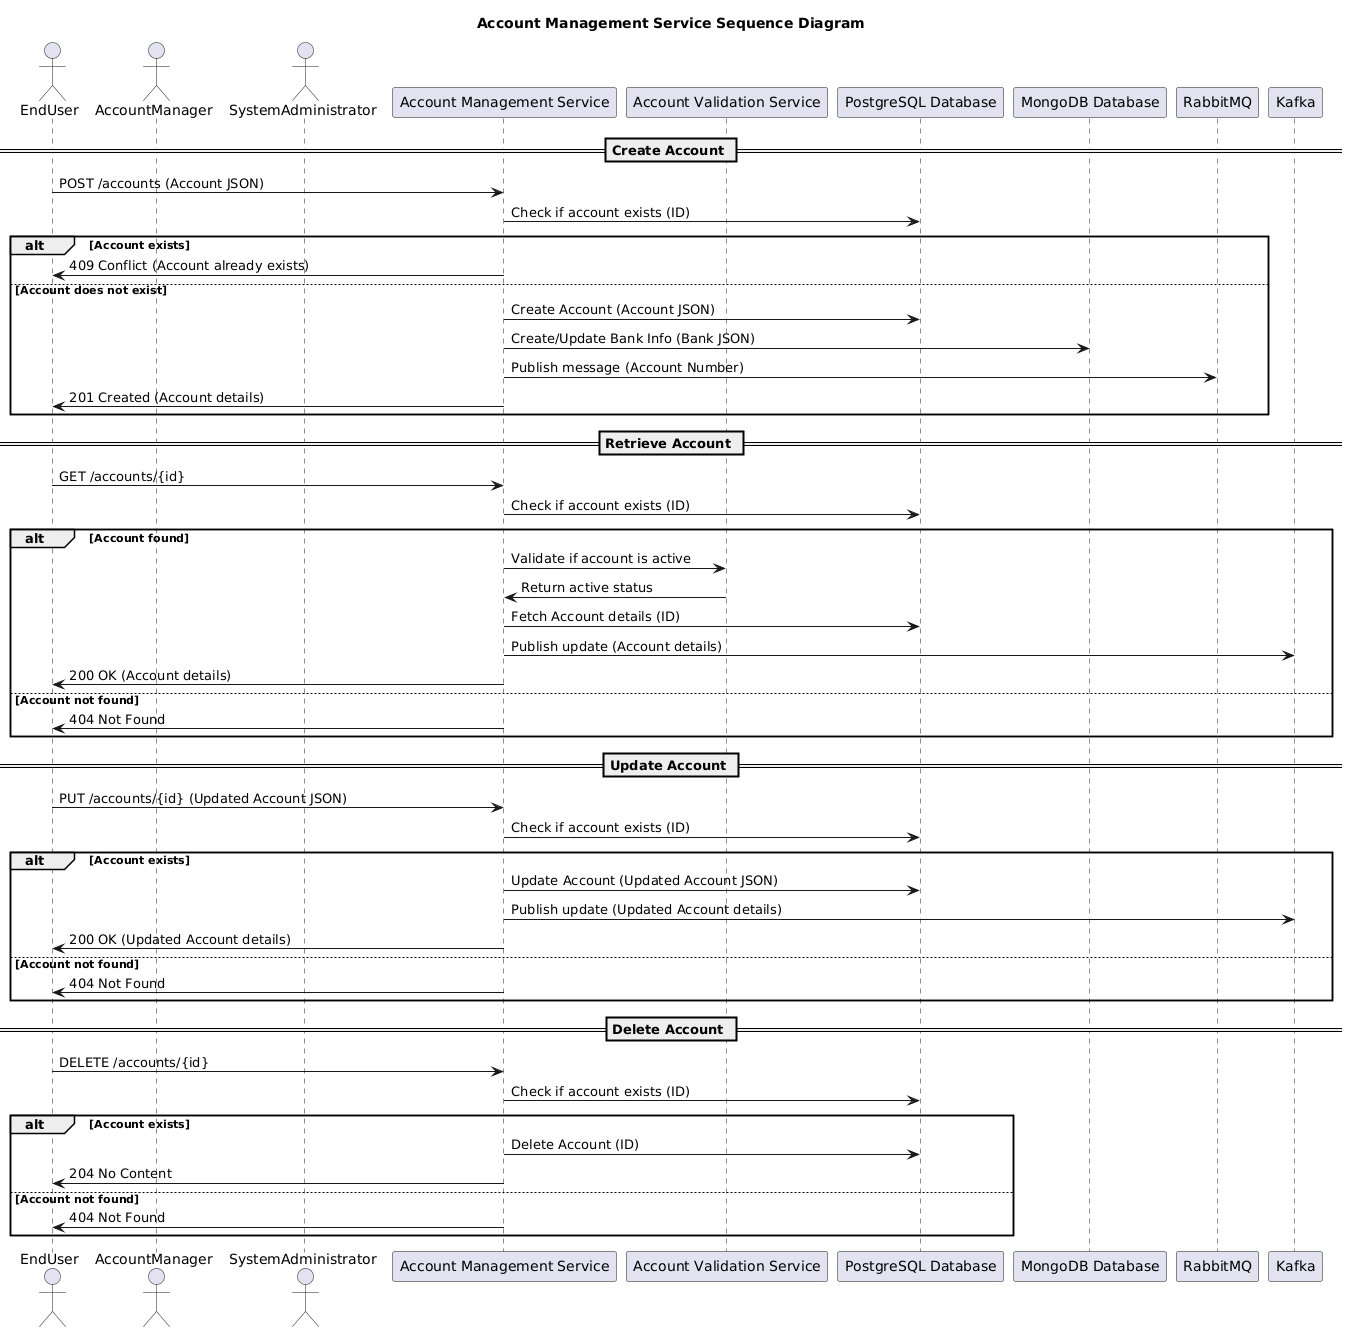 Account Management Service Sequence Diagram
EndUser AccountManager SystemAdministrator Account Management Service Account Validation Service PostgreSQL Database MongoDB Database RabbitMQ Kafka
Create Account
POST /accounts (Account JSON)
Check if account exists (ID)
alt [Account exists]
409 Conflict (Account already exists)
[Account does not exist]
Create Account (Account JSON)
Create/Update Bank Info (Bank JSON)
Publish message (Account Number)
201 Created (Account details)
Retrieve Account
GET /accounts/{id}
Check if account exists (ID)
alt [Account found]
Validate if account is active
Return active status
Fetch Account details (ID)
Publish update (Account details)
200 OK (Account details)
[Account not found]
404 Not Found
Update Account
PUT /accounts/{id} (Updated Account JSON)
Check if account exists (ID)
alt [Account exists]
Update Account (Updated Account JSON)
Publish update (Updated Account details)
200 OK (Updated Account details)
[Account not found]
404 Not Found
Delete Account
DELETE /accounts/{id}
Check if account exists (ID)
alt [Account exists]
Delete Account (ID)
204 No Content
[Account not found]
404 Not Found
EndUser AccountManager SystemAdministrator Account Management Service Account Validation Service PostgreSQL Database MongoDB Database RabbitMQ Kafka